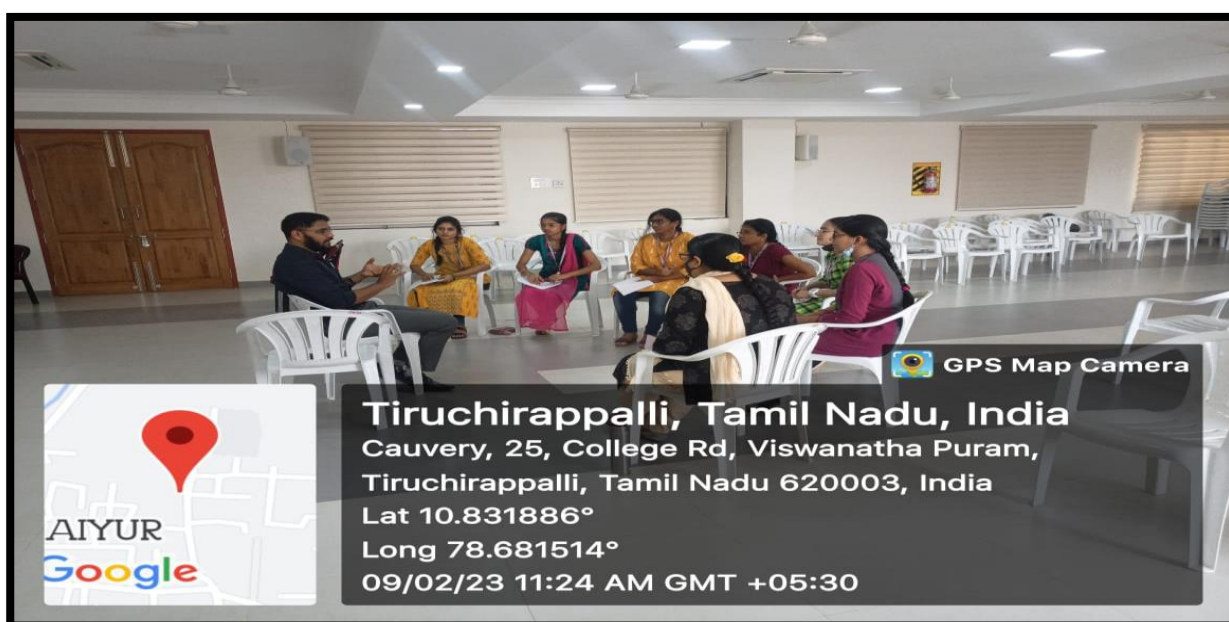 GPS Map Camera
Tiruchirappalli, Tamil Nadu, India
Cauvery, 25, College Rd, Viswanatha Puram,
Tiruchirappalli, Tamil Nadu 620003, India
Lat 10.831886°
Long 78.681514°
09/02/23 11:24 AM GMT +05:30
AIYUR
Google